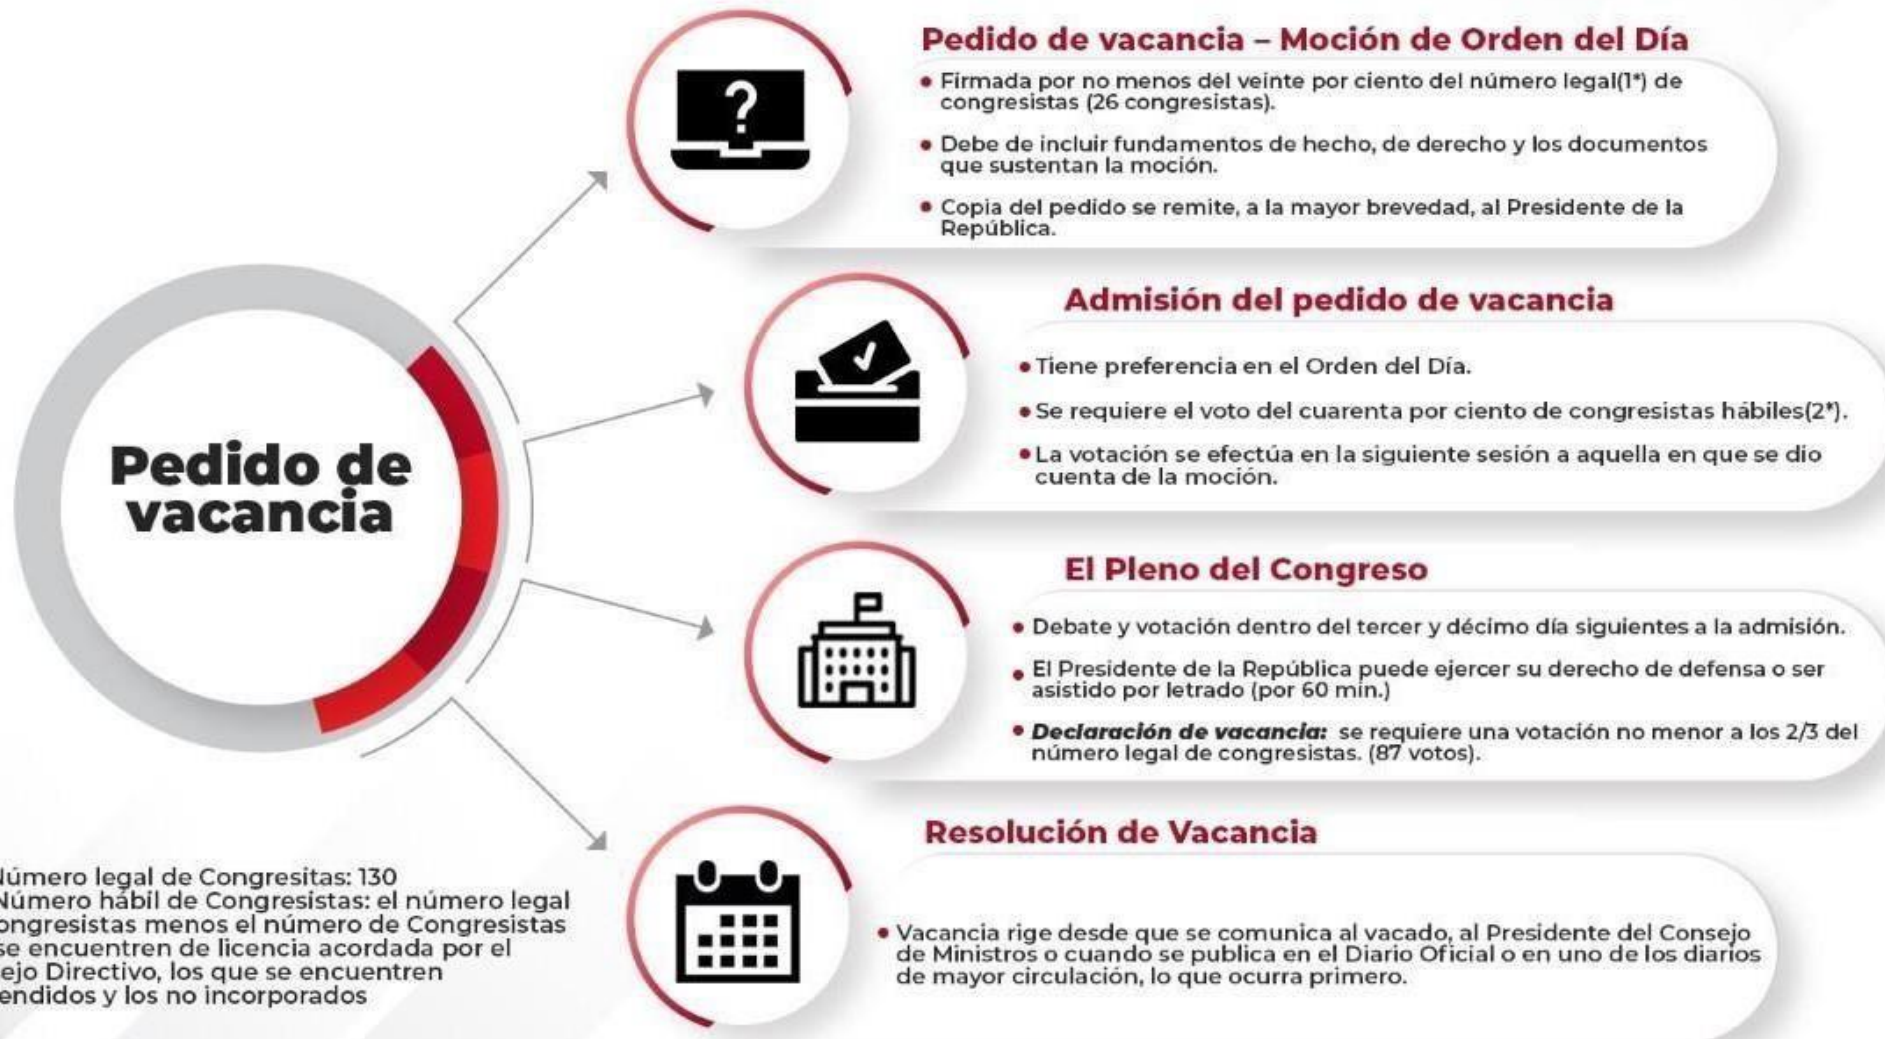 Pedido de vacancia – Moción de Orden del Día
• Firmada por no menos del veinte por ciento del número legal(1*) de
congresistas (26 congresistas).
• Debe de incluir fundamentos de hecho, de derecho y los documentos
que sustentan la moción.
• Copia del pedido se remite, a la mayor brevedad, al Presidente de la
República.
Admisión del pedido de vacancia
• Tiene preferencia en el Orden del Día.
• Se requiere el voto del cuarenta por ciento de congresistas hábiles(2*).
• La votación se efectúa en la siguiente sesión a aquella en que se dio
cuenta de la moción.
Pedido de
vacancia
El Pleno del Congreso
• Debate y votación dentro del tercer y décimo día siguientes a la admisión.
• El Presidente de la República puede ejercer su derecho de defensa o ser
asistido por letrado (por 60 min.)
• Declaración de vacancia: se requiere una votación no menor a los 2/3 del
número legal de congresistas. (87 votos).
Resolución de Vacancia
• Vacancia rige desde que se comunica al vacado, al Presidente del Consejo
de Ministros o cuando se publica en el Diario Oficial o en uno de los diarios
de mayor circulación, lo que ocurra primero.
Número legal de Congresitas: 130
Número hábil de Congresistas: el número legal
ongresistas menos el número de Congresistas
se encuentren de licencia acordada por el
ejo Directivo, los que se encuentren
endidos y los no incorporados